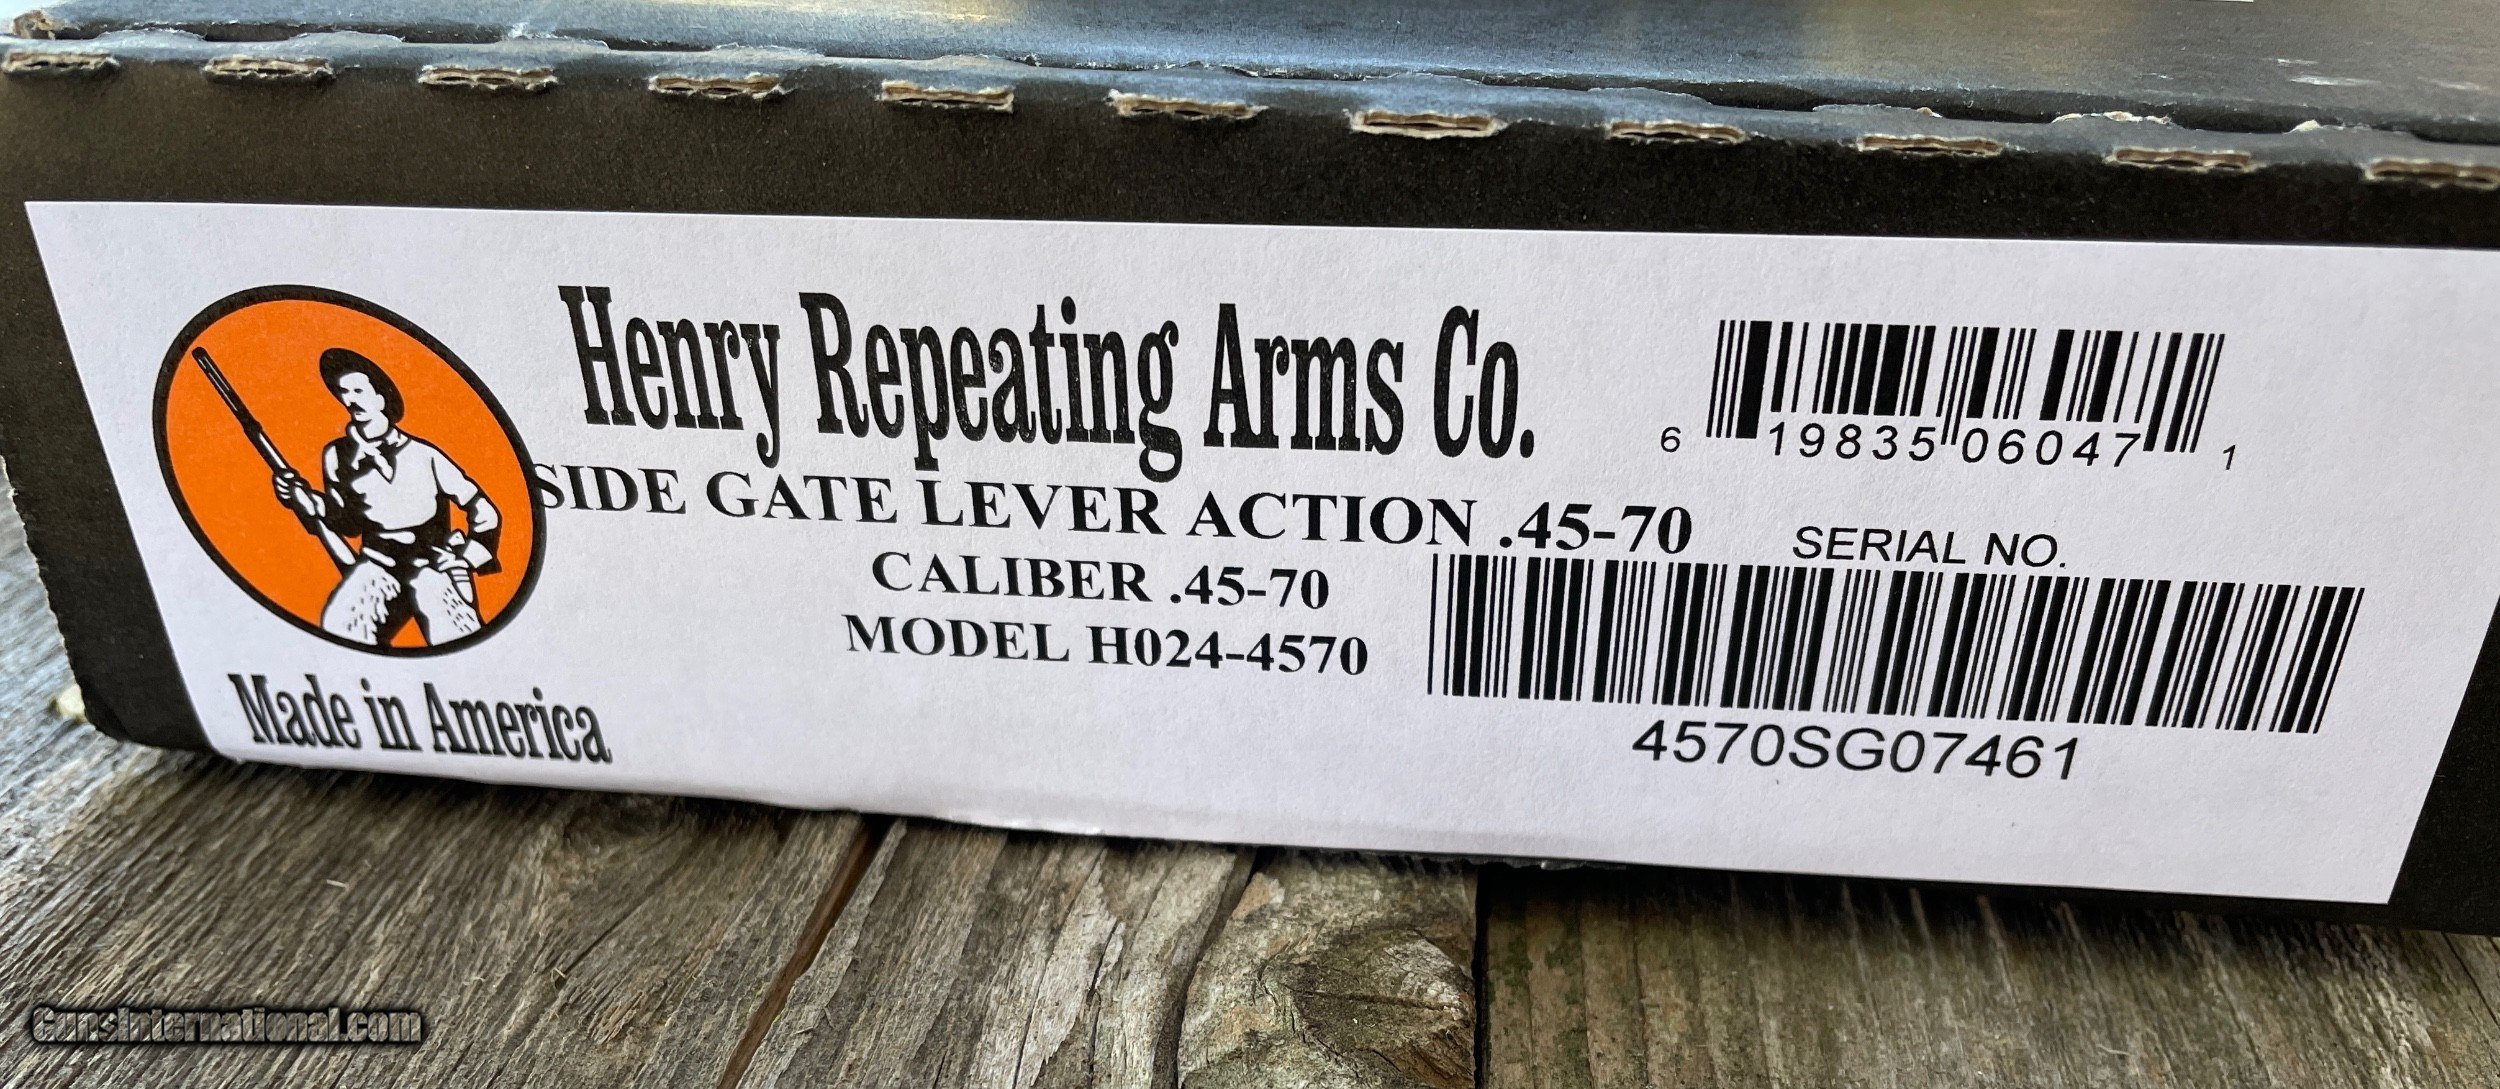 Henry Repeating Arms Co.
SIDE GATE LEVER ACTION .45-70
CALIBER .45-70
MODEL H024-4570
Made in America
6 19835 06047 1
SERIAL NO.
4570SG07461
GunsInternational.com